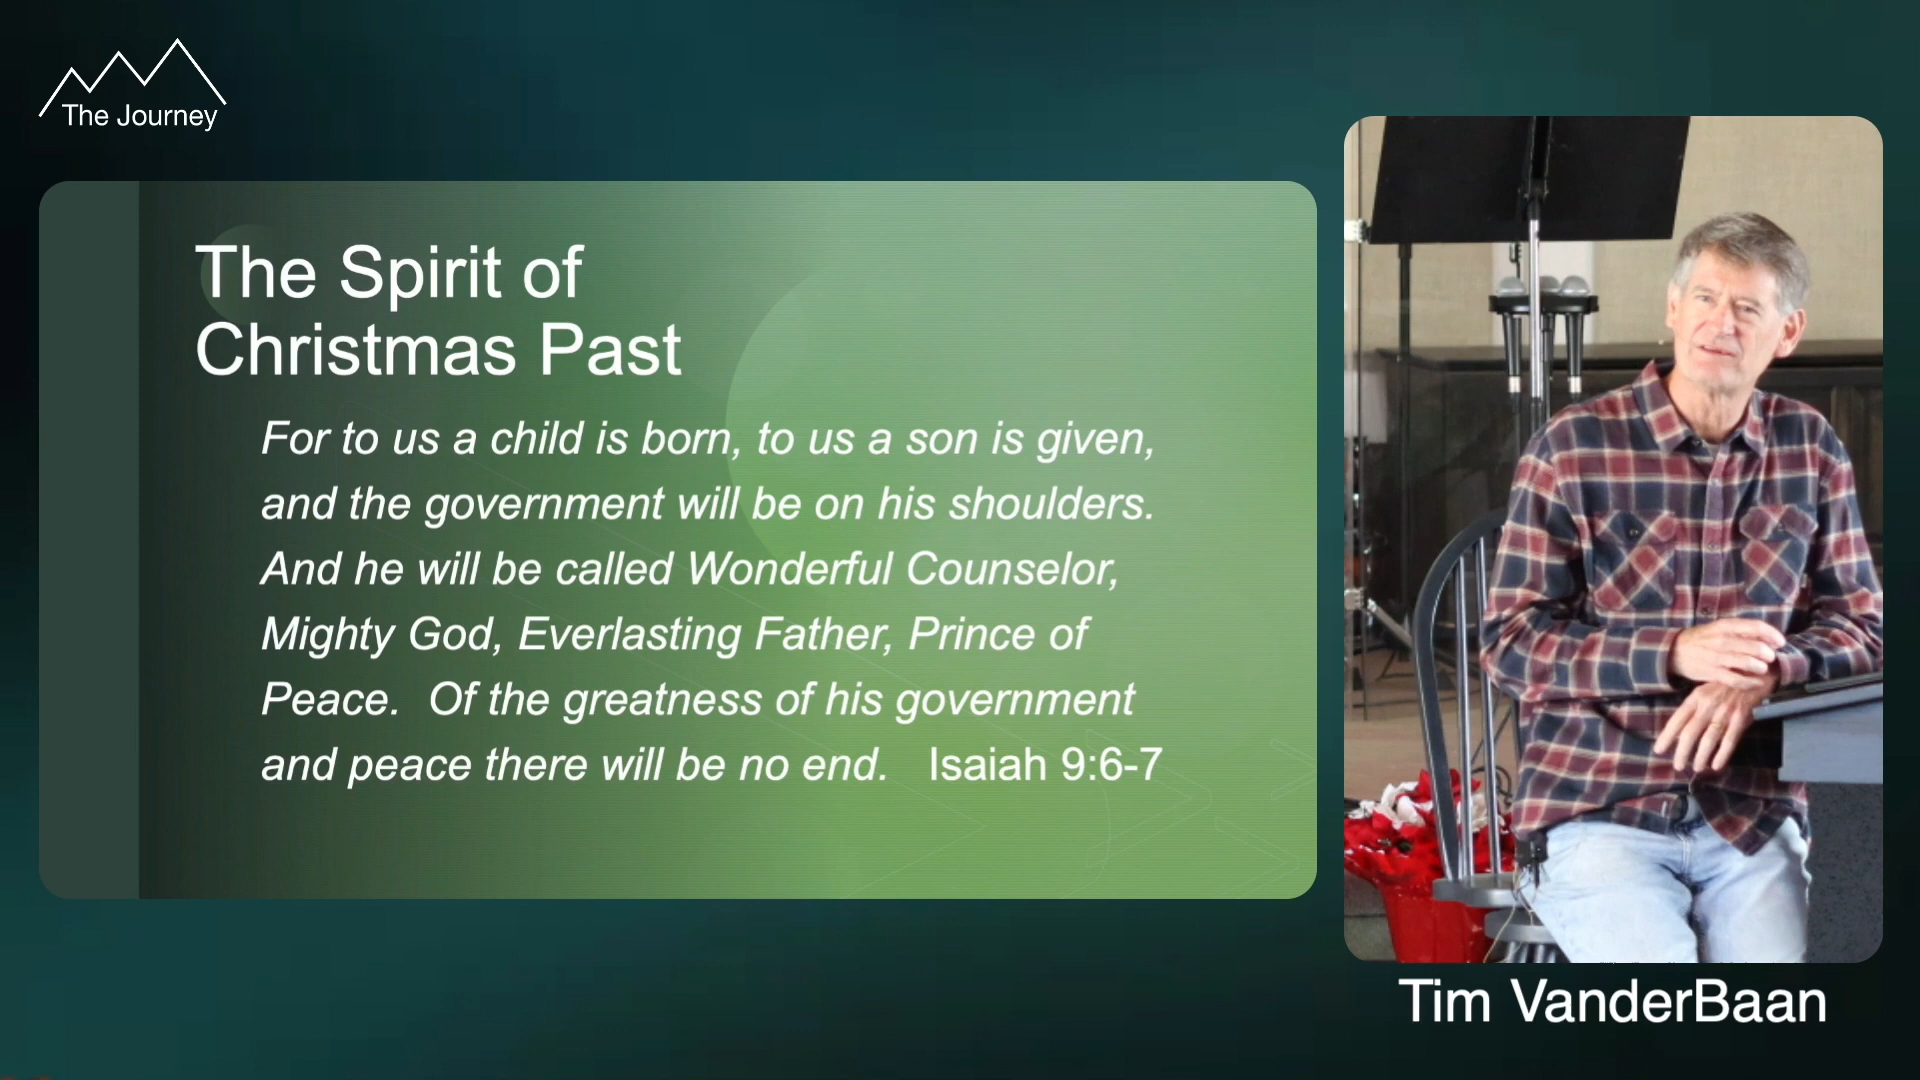 The Journey
The Spirit of
Christmas Past
For to us a child is born, to us a son is given,
and the government will be on his shoulders.
And he will be called Wonderful Counselor,
Mighty God, Everlasting Father, Prince of
Peace.  Of the greatness of his government
and peace there will be no end.   Isaiah 9:6-7
Tim VanderBaan